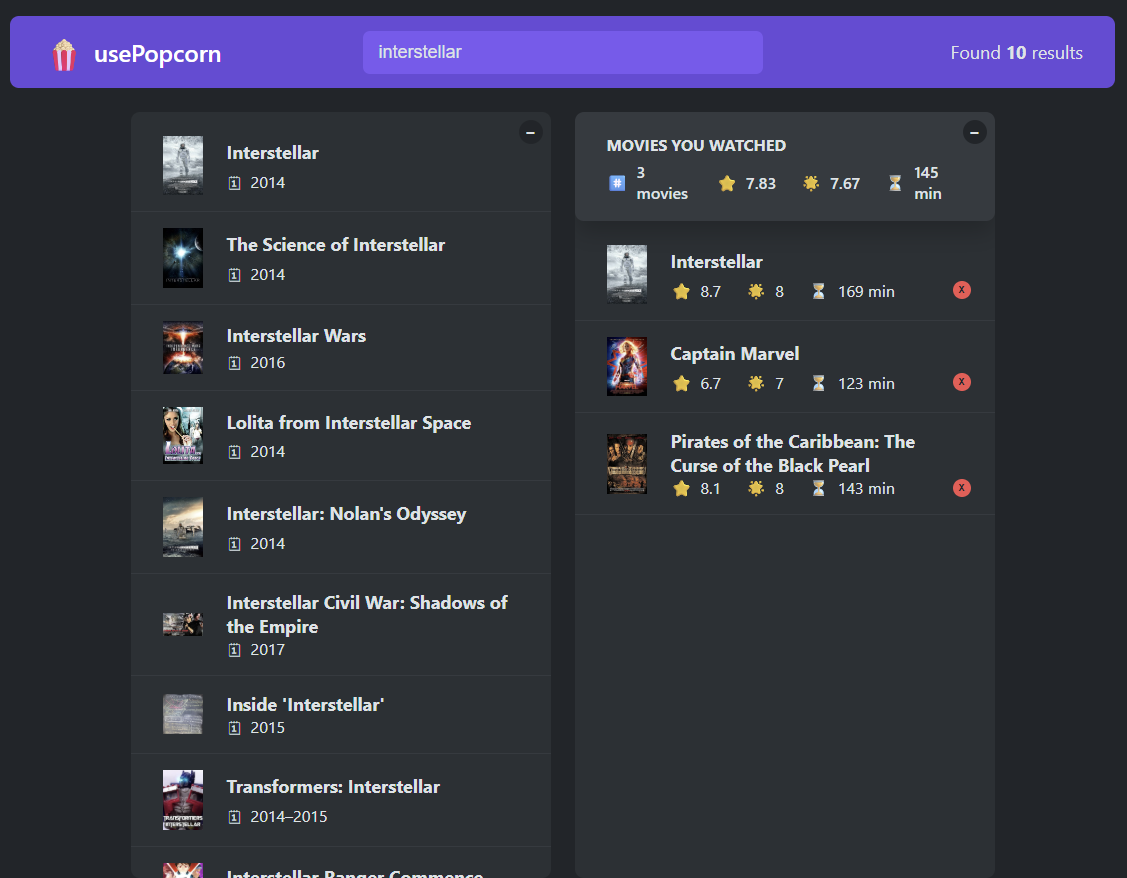 usePopcorn
interstellar
Found 10 results
Interstellar
2014
The Science of Interstellar
2014
Interstellar Wars
2016
Lolita from Interstellar Space
2014
Interstellar: Nolan's Odyssey
2014
Interstellar Civil War: Shadows of
the Empire
2017
Inside 'Interstellar'
2015
Transformers: Interstellar
2014–2015
Interstellar Ranger Commence
MOVIES YOU WATCHED
3 movies 7.83 7.67 145 min
Interstellar
8.7 8 169 min X
Captain Marvel
6.7 7 123 min X
Pirates of the Caribbean: The
Curse of the Black Pearl
8.1 8 143 min X